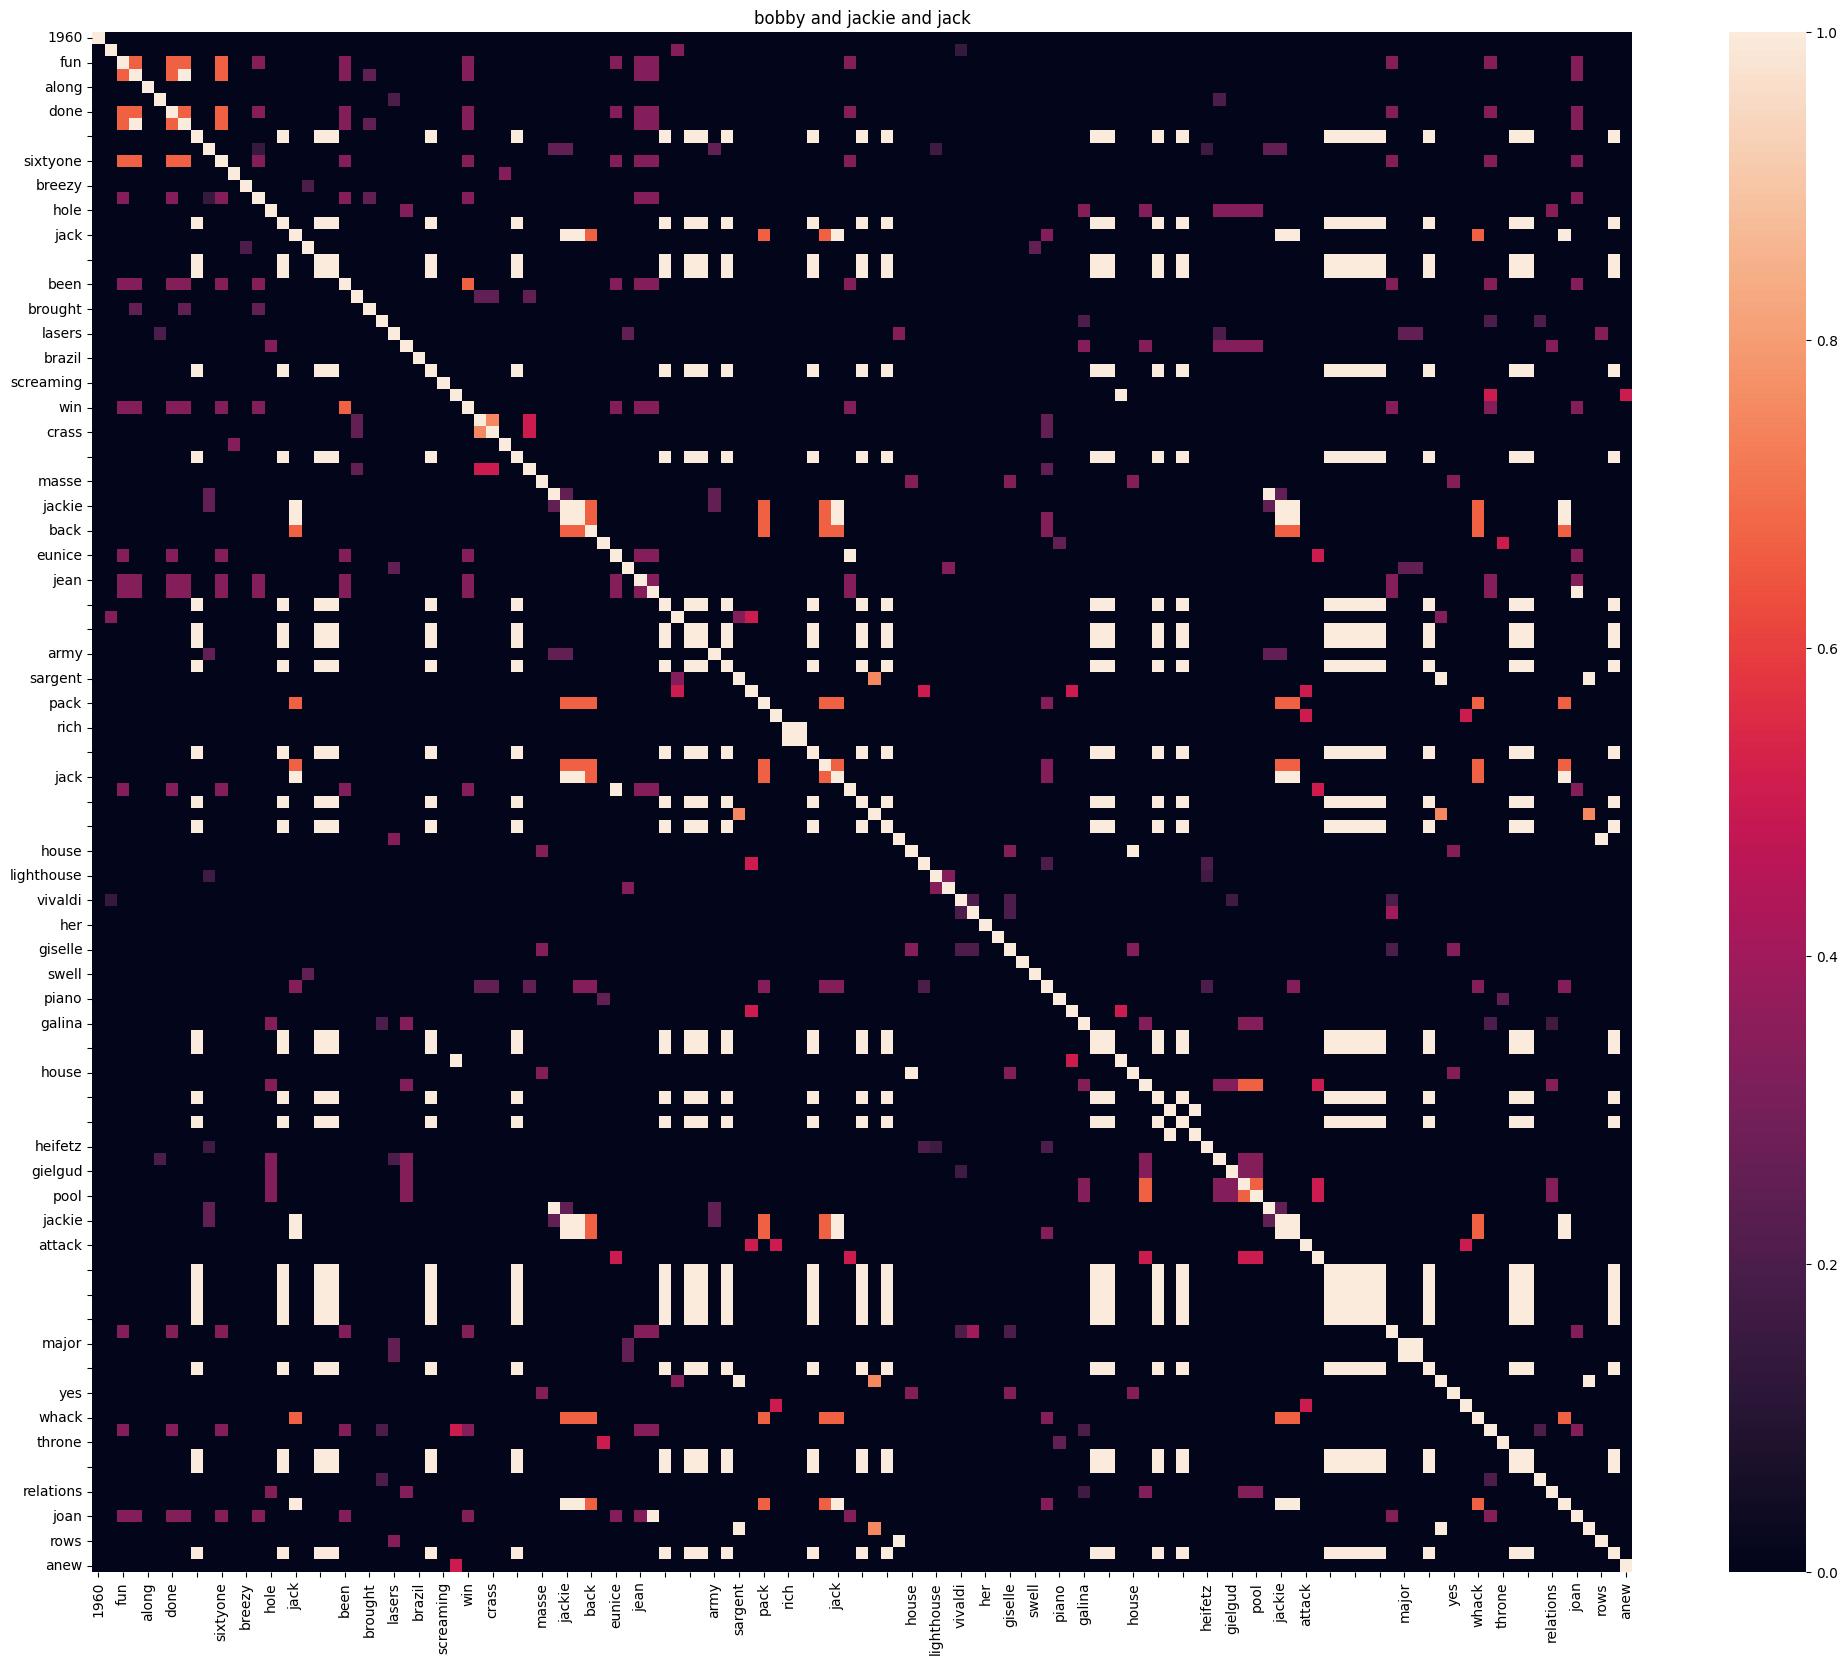 bobby and jackie and jack
1960
fun
along
done
sixtyone
breezy
hole
jack
been
brought
lasers
brazil
screaming
win
crass
masse
jackie
back
eunice
jean
army
sargent
pack
rich
jack
house
lighthouse
vivaldi
her
giselle
swell
piano
galina
house
heifetz
gielgud
pool
jackie
attack
major
yes
whack
throne
relations
joan
rows
anew
1960
fun
along
done
sixtyone
breezy
hole
jack
been
brought
lasers
brazil
screaming
win
crass
masse
jackie
back
eunice
jean
army
sargent
pack
rich
jack
house
lighthouse
vivaldi
her
giselle
swell
piano
galina
house
heifetz
gielgud
pool
jackie
attack
major
yes
whack
throne
relations
joan
rows
anew
1.0
0.8
0.6
0.4
0.2
0.0